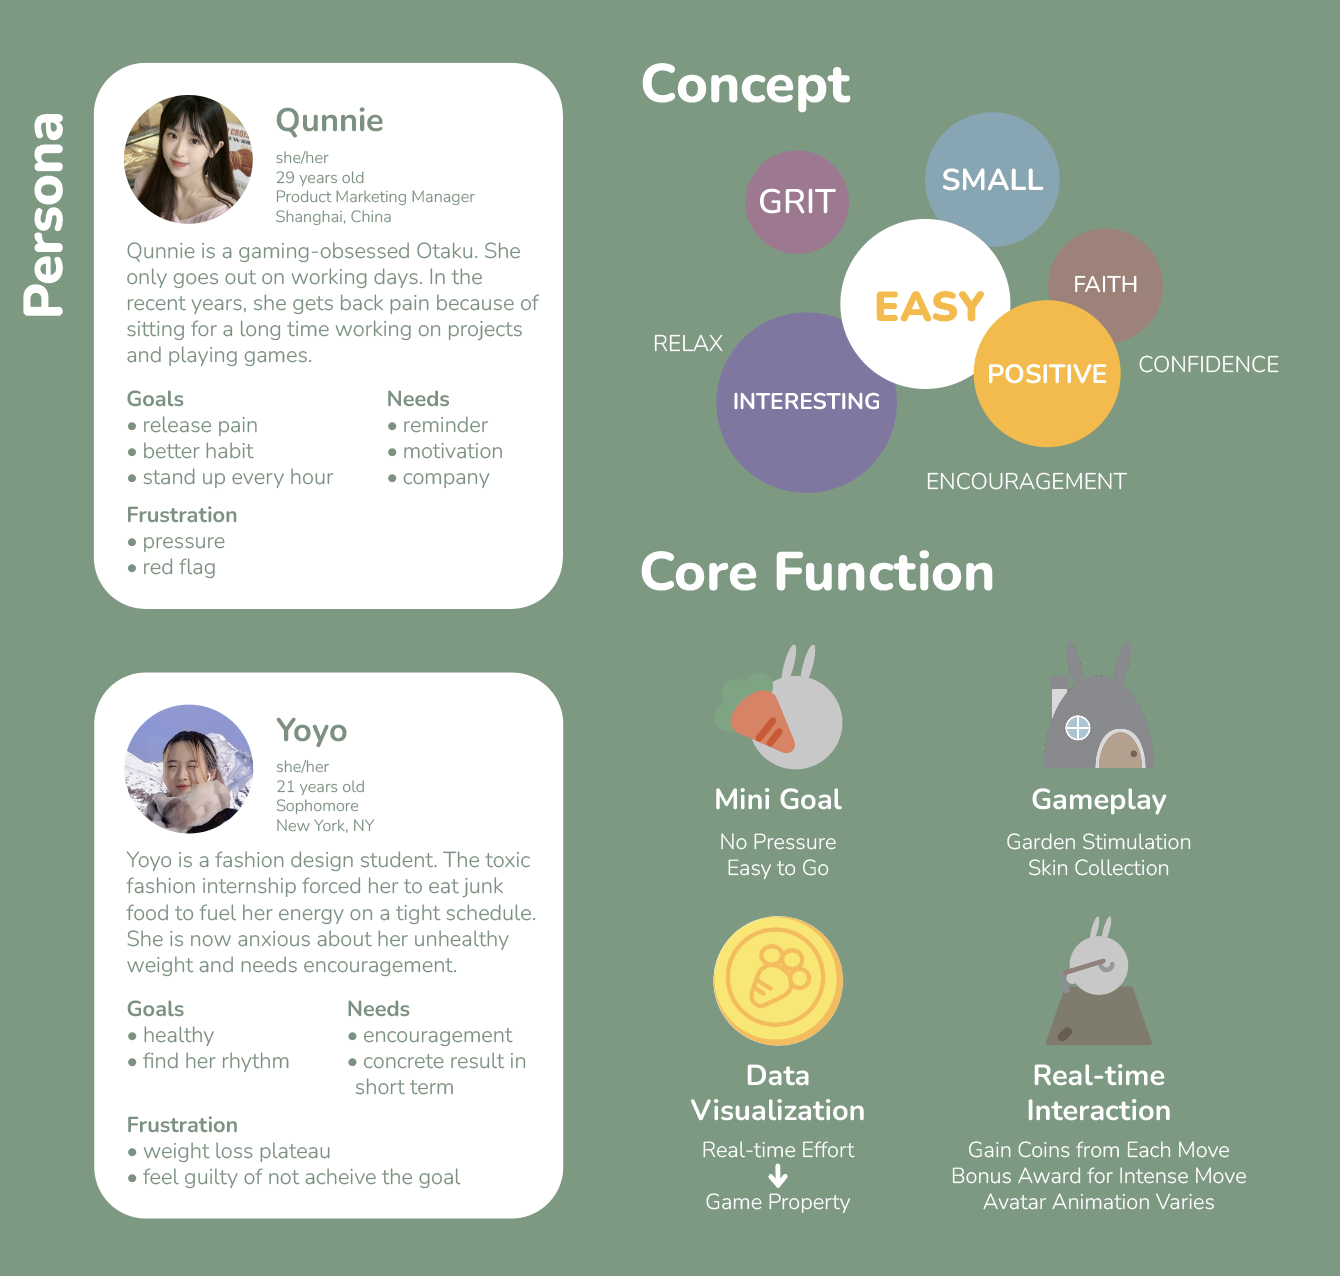 Persona
Qunnie
she/her
29 years old
Product Marketing Manager
Shanghai, China
Qunnie is a gaming-obsessed Otaku. She
only goes out on working days. In the
recent years, she gets back pain because of
sitting for a long time working on projects
and playing games.
Goals
• release pain
• better habit
• stand up every hour
Needs
• reminder
• motivation
• company
Frustration
• pressure
• red flag
Yoyo
she/her
21 years old
Sophomore
New York, NY
Yoyo is a fashion design student. The toxic
fashion internship forced her to eat junk
food to fuel her energy on a tight schedule.
She is now anxious about her unhealthy
weight and needs encouragement.
Goals
• healthy
• find her rhythm
Needs
• encouragement
• concrete result in
short term
Frustration
• weight loss plateau
• feel guilty of not acheive the goal
Concept
GRIT
SMALL
EASY
FAITH
RELAX
INTERESTING
POSITIVE
CONFIDENCE
ENCOURAGEMENT
Core Function
Mini Goal
No Pressure
Easy to Go
Gameplay
Garden Stimulation
Skin Collection
Data
Visualization
Real-time Effort
Game Property
Real-time
Interaction
Gain Coins from Each Move
Bonus Award for Intense Move
Avatar Animation Varies